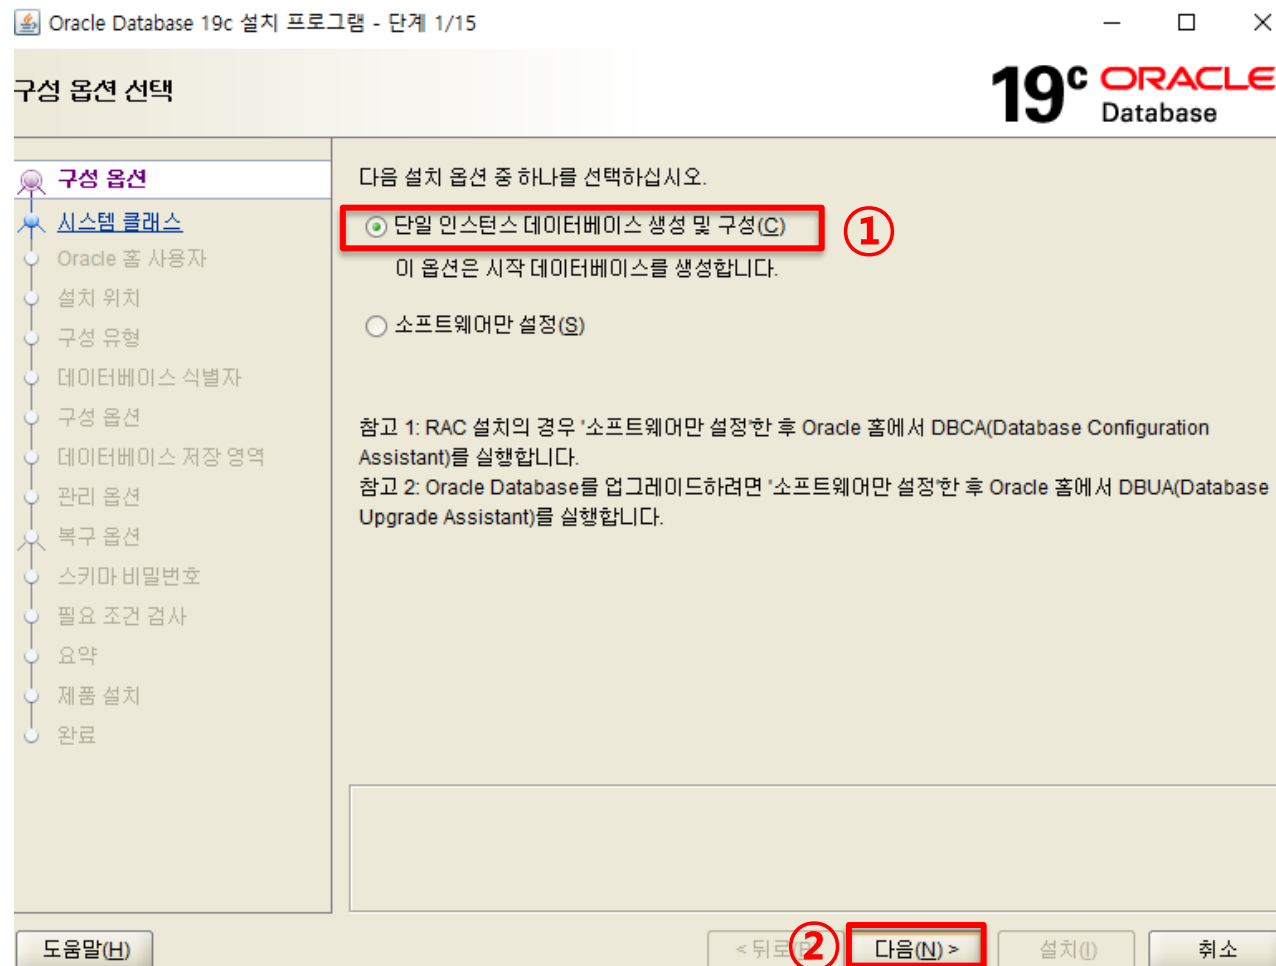 Oracle Database 19c 설치 프로그램 - 단계 1/15
구성 옵션 선택
19c ORACLE
Database
구성 옵션
시스템 클래스
Oracle 홈 사용자
설치 위치
구성 유형
데이터베이스 식별자
구성 옵션
데이터베이스 저장 영역
관리 옵션
복구 옵션
스키마 비밀번호
필요 조건 검사
요약
제품 설치
완료
다음 설치 옵션 중 하나를 선택하십시오.
단일 인스턴스 데이터베이스 생성 및 구성(C) ①
이 옵션은 시작 데이터베이스를 생성합니다.
소프트웨어만 설정(S)
참고 1: RAC 설치의 경우 '소프트웨어만 설정'한 후 Oracle 홈에서 DBCA(Database Configuration
Assistant)를 실행합니다.
참고 2: Oracle Database를 업그레이드하려면 '소프트웨어만 설정'한 후 Oracle 홈에서 DBUA(Database
Upgrade Assistant)를 실행합니다.
도움말(H) < 뒤로 ② 다음(N) > 설치(I) 취소